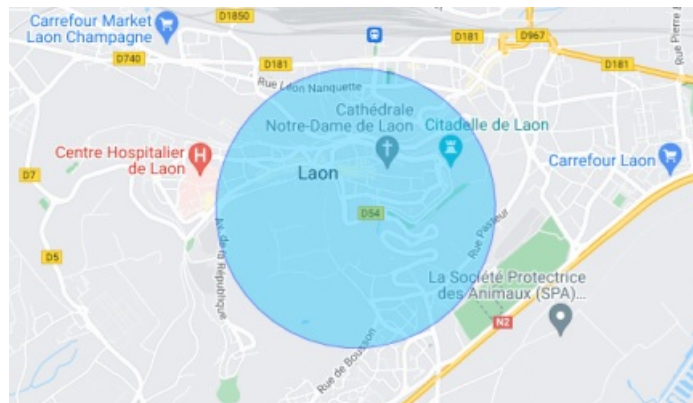 Carrefour Market
Laon Champagne
D1850
D740
D181
D181
D967
D181
Rue Pierre
Rue Léon Nanquette
Cathédrale
Notre-Dame de Laon
Citadelle de Laon
Centre Hospitalier
de Laon
Laon
Carrefour Laon
D7
D54
D5
Av. de la République
Rue Pasteur
La Société Protectrice
des Animaux (SPA)...
N2
Rue de Bousson